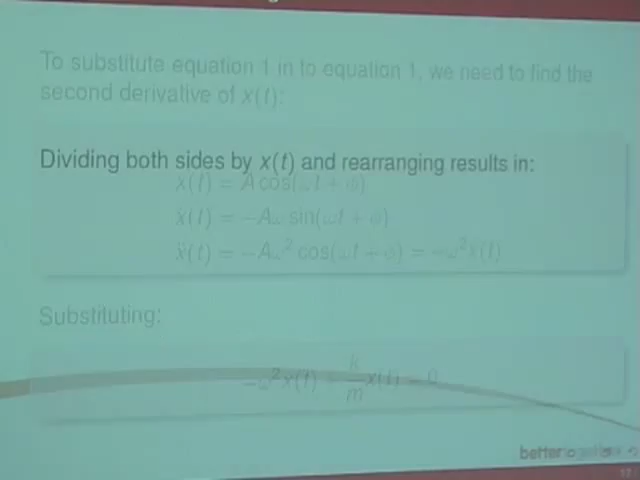 To substitute equation 1 in to equation 1, we need to find the
second derivative of x(t):
Dividing both sides by x(t) and rearranging results in:
x(t) = A cos(ωt + φ)
ẋ(t) = −Aω sin(ωt + φ)
ẍ(t) = −Aω² cos(ωt + φ) = −ω²x(t)
Substituting:
−ω²x(t) + k/m x(t) = 0
better
17